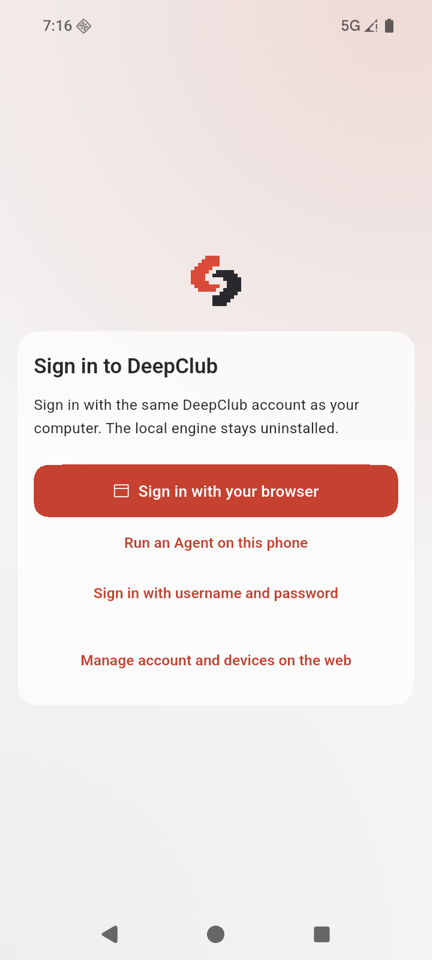 7:16
5G
Sign in to DeepClub
Sign in with the same DeepClub account as your
computer. The local engine stays uninstalled.
Sign in with your browser
Run an Agent on this phone
Sign in with username and password
Manage account and devices on the web